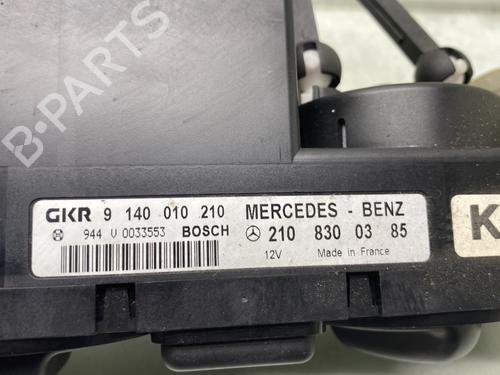 B-PARTS
GKR 9 140 010 210 MERCEDES - BENZ
944 V 0033553 BOSCH 210 830 03 85
12V Made in France
K